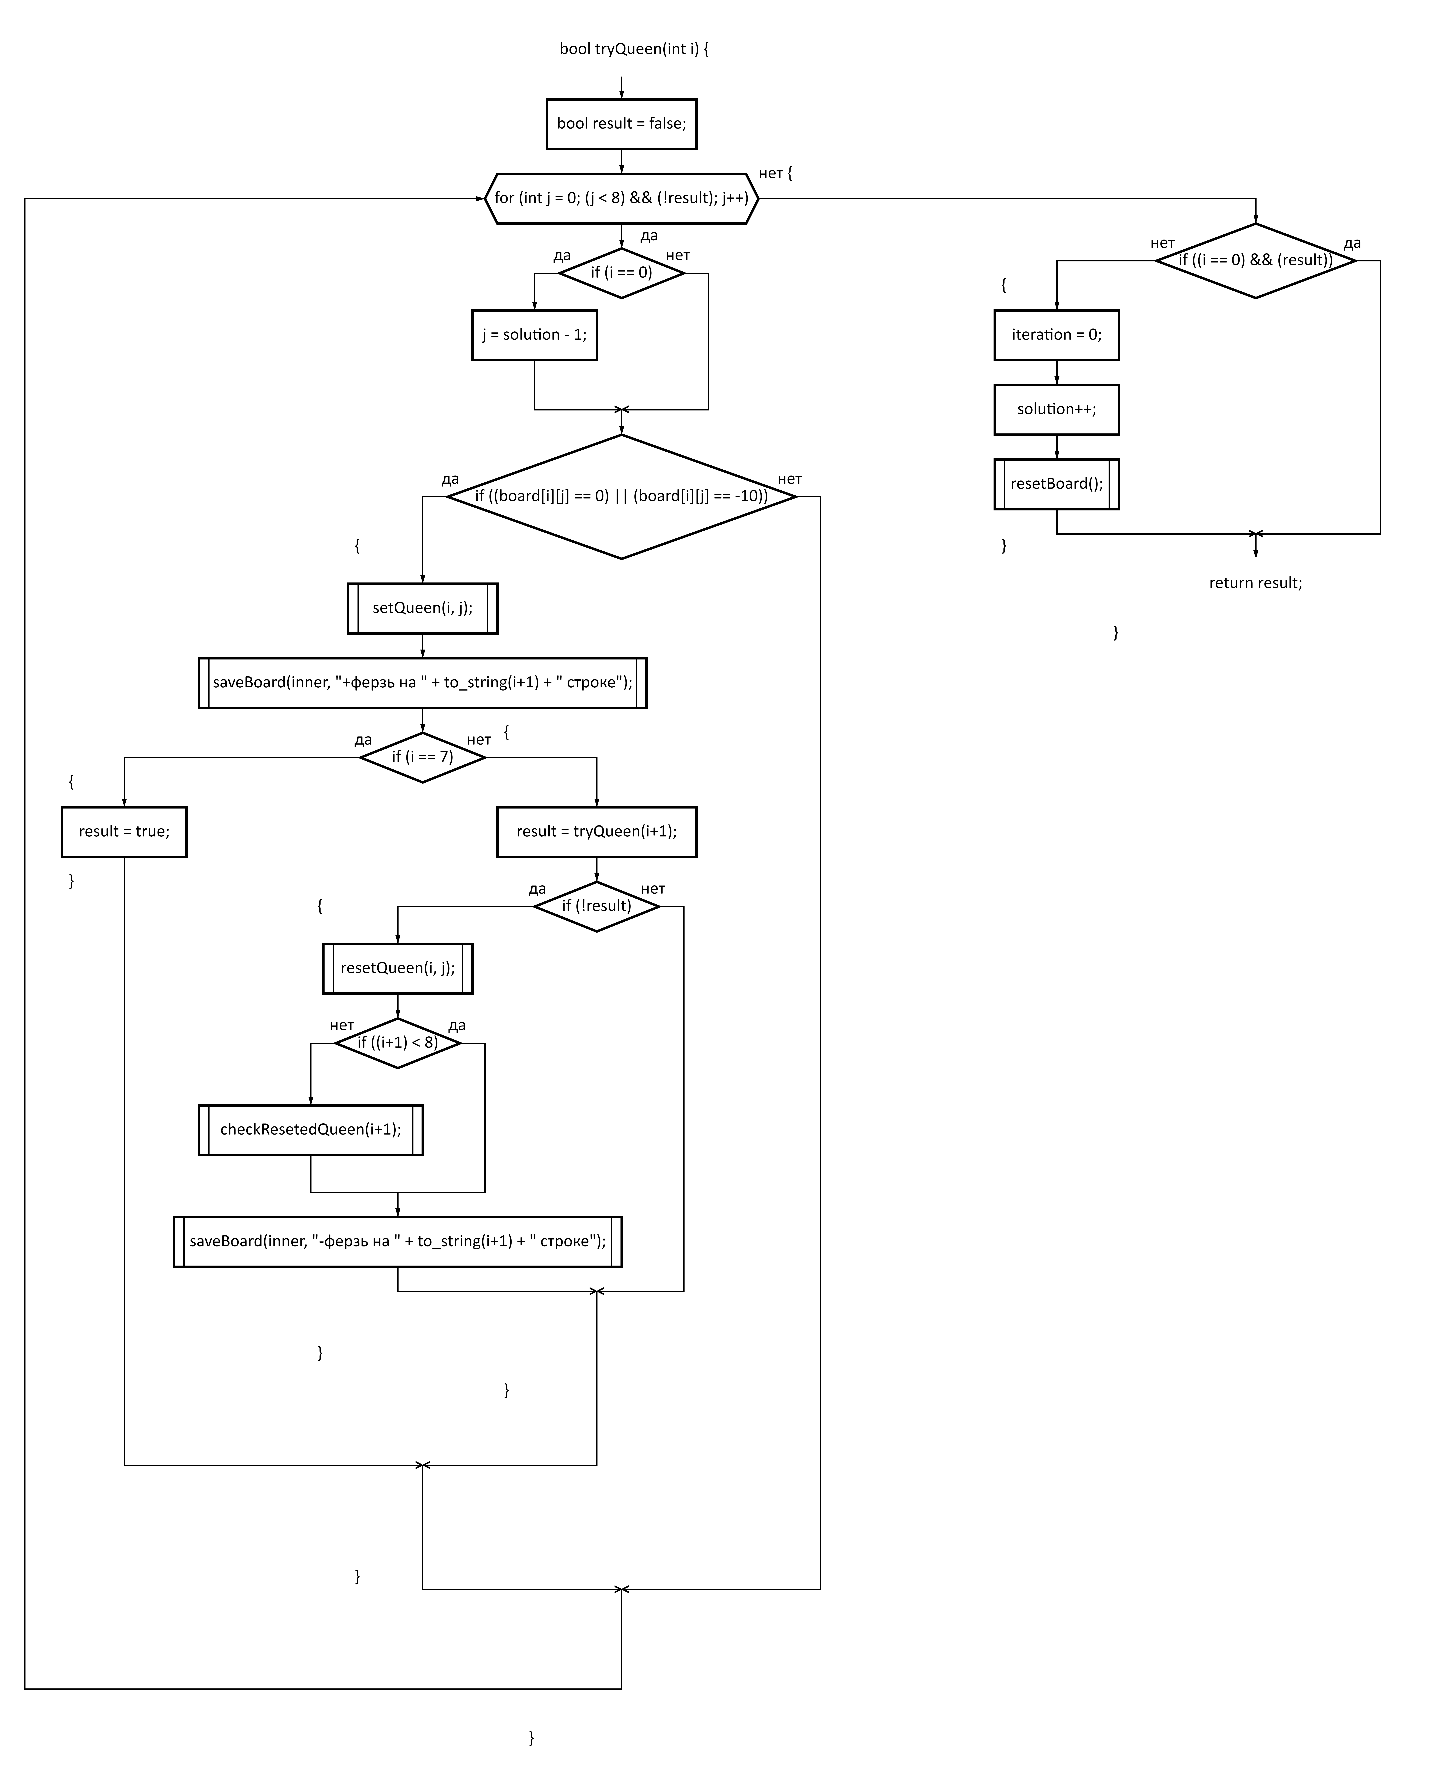 bool tryQueen(int i) {
bool result = false;
нет {
for (int j = 0; (j < 8) && (!result); j++)
да
да
нет
if (i == 0)
j = solution - 1;
да
нет
if ((board[i][j] == 0) || (board[i][j] == -10))
{
setQueen(i, j);
saveBoard(inner, "+ферзь на " + to_string(i+1) + " строке");
{
да
нет
if (i == 7)
{
result = true;
}
result = tryQueen(i+1);
да
нет
if (!result)
{
resetQueen(i, j);
нет
да
if ((i+1) < 8)
checkResetedQueen(i+1);
saveBoard(inner, "-ферзь на " + to_string(i+1) + " строке");
}
}
}
}
нет
да
if ((i == 0) && (result))
{
iteration = 0;
solution++;
resetBoard();
}
return result;
}